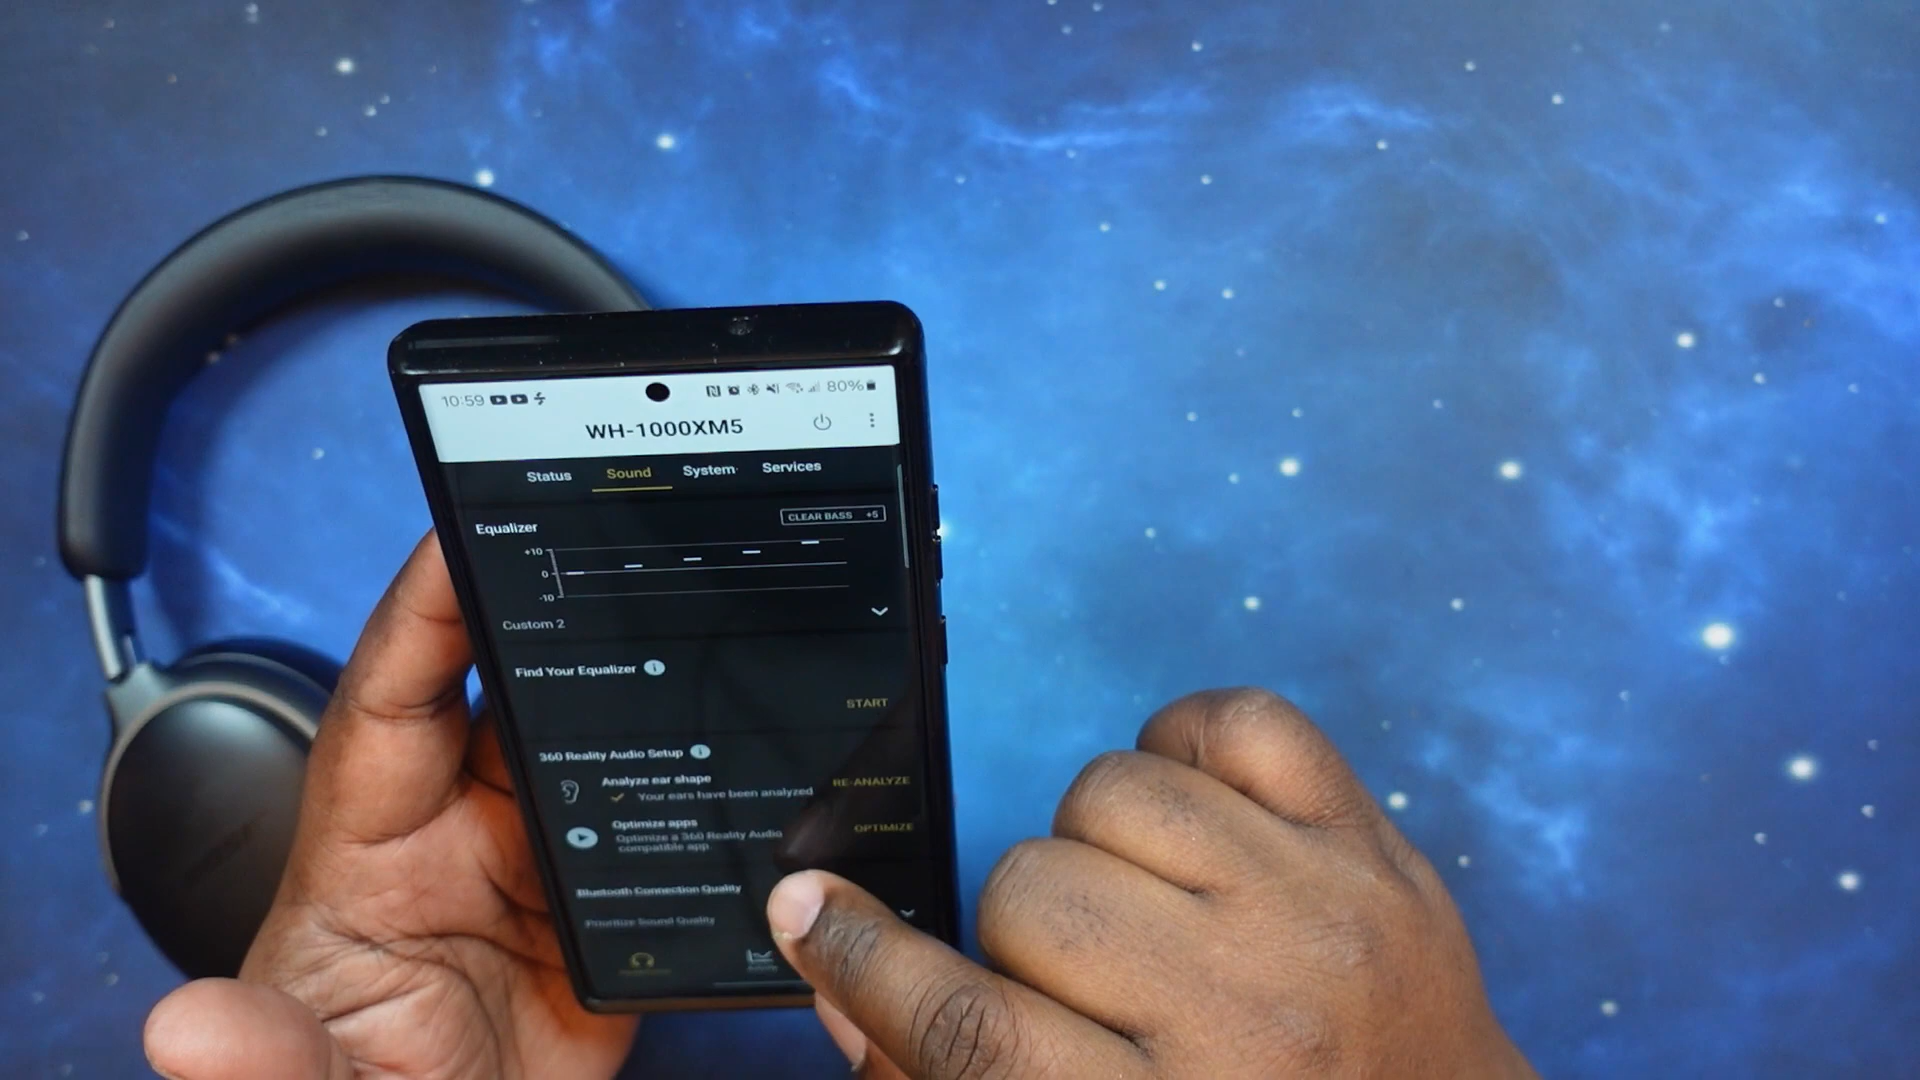 10:59 80%
WH-1000XM5
Status Sound System Services
Equalizer CLEAR BASS +5
+10
0
-10
Custom 2
Find Your Equalizer i
START
360 Reality Audio Setup i
Analyze ear shape RE-ANALYZE
Your ears have been analyzed
Optimize apps OPTIMIZE
Optimize a 360 Reality Audio
compatible app.
Bluetooth Connection Quality
Prioritize Sound Quality
Activity